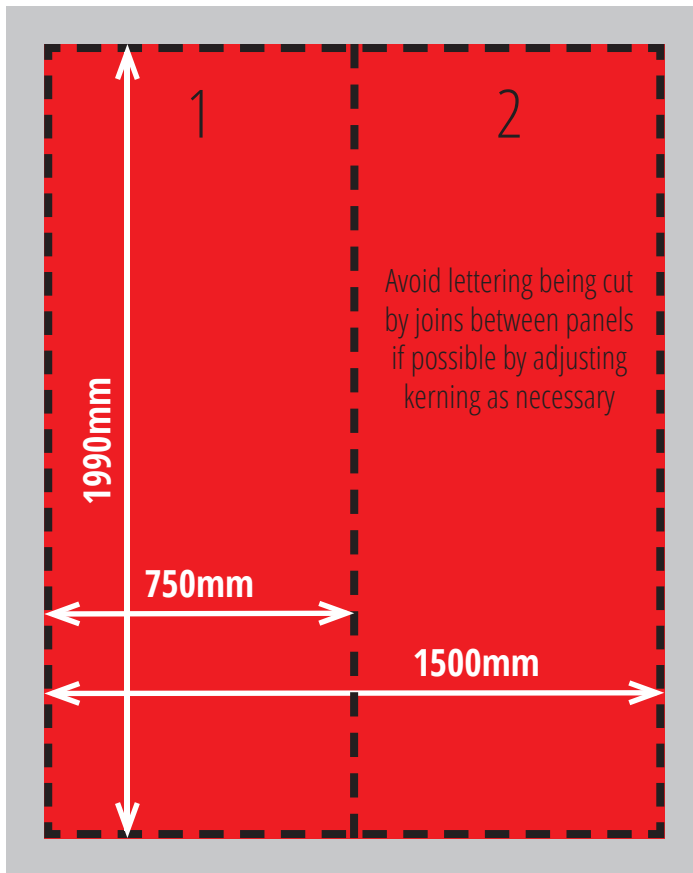 1
2
Avoid lettering being cut
by joins between panels
if possible by adjusting
kerning as necessary
1990mm
750mm
1500mm